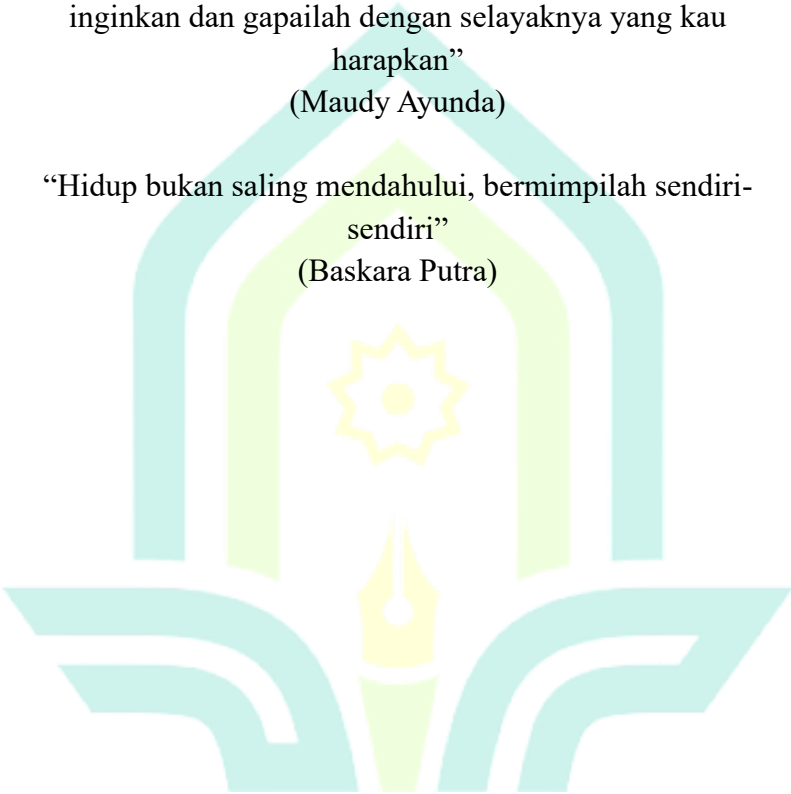 inginkan dan gapailah dengan selayaknya yang kau
harapkan”
(Maudy Ayunda)
“Hidup bukan saling mendahului, bermimpilah sendiri-
sendiri”
(Baskara Putra)